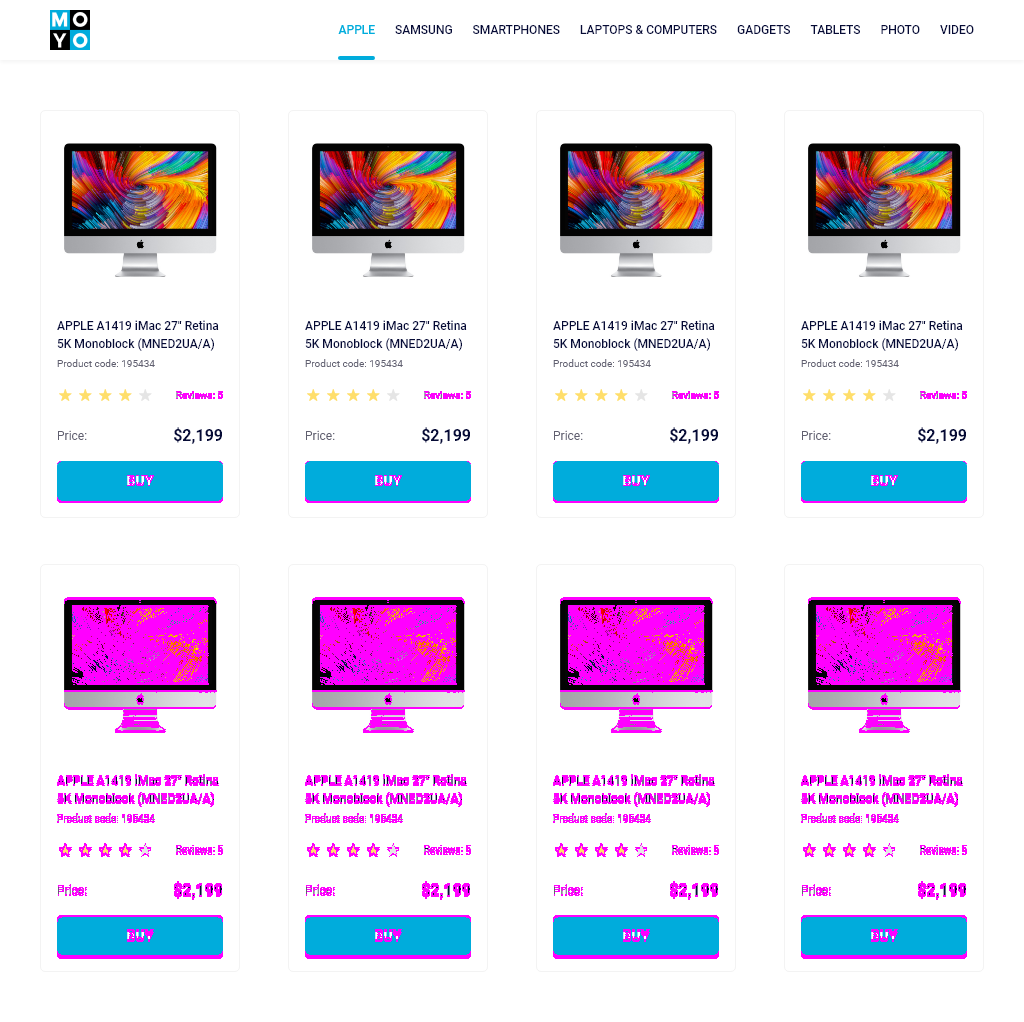 MO
YO
APPLE SAMSUNG SMARTPHONES LAPTOPS & COMPUTERS GADGETS TABLETS PHOTO VIDEO
APPLE A1419 iMac 27" Retina
5K Monoblock (MNED2UA/A)
Product code: 195434
Reviews: 5
Price: $2,199
BUY
APPLE A1419 iMac 27" Retina
5K Monoblock (MNED2UA/A)
Product code: 195434
Reviews: 5
Price: $2,199
BUY
APPLE A1419 iMac 27" Retina
5K Monoblock (MNED2UA/A)
Product code: 195434
Reviews: 5
Price: $2,199
BUY
APPLE A1419 iMac 27" Retina
5K Monoblock (MNED2UA/A)
Product code: 195434
Reviews: 5
Price: $2,199
BUY
APPLE A1419 iMac 27" Retina
5K Monoblock (MNED2UA/A)
Product code: 195434
Reviews: 5
Price: $2,199
BUY
APPLE A1419 iMac 27" Retina
5K Monoblock (MNED2UA/A)
Product code: 195434
Reviews: 5
Price: $2,199
BUY
APPLE A1419 iMac 27" Retina
5K Monoblock (MNED2UA/A)
Product code: 195434
Reviews: 5
Price: $2,199
BUY
APPLE A1419 iMac 27" Retina
5K Monoblock (MNED2UA/A)
Product code: 195434
Reviews: 5
Price: $2,199
BUY